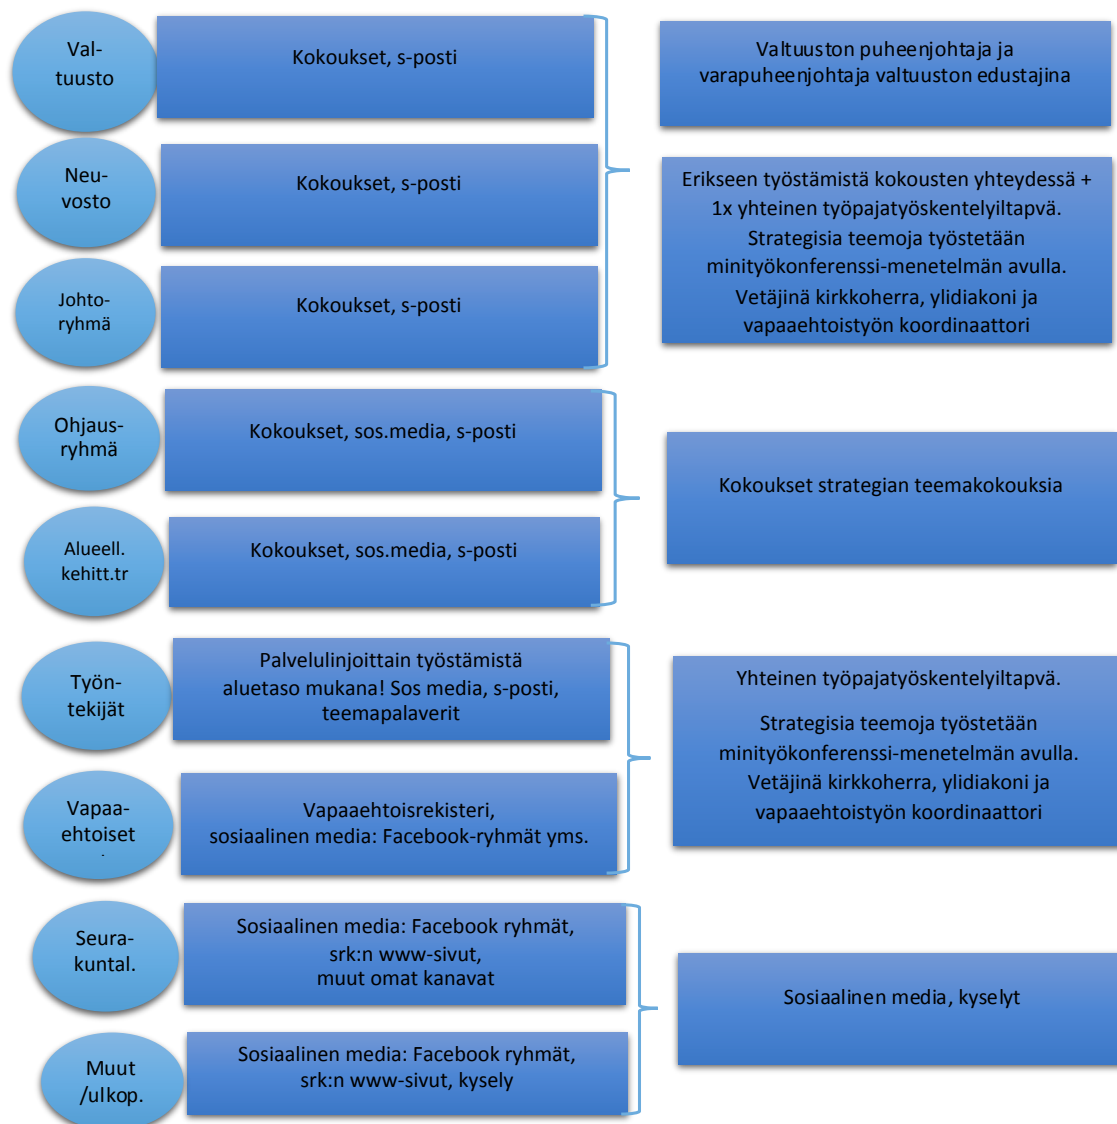 Val-
tuusto
Kokoukset, s-posti
Valtuuston puheenjohtaja ja
varapuheenjohtaja valtuuston edustajina
Neu-
vosto
Kokoukset, s-posti
Erikseen työstämistä kokousten yhteydessä +
1x yhteinen työpajatyöskentelyiltapvä.
Strategisia teemoja työstetään
minityökonferenssi-menetelmän avulla.
Vetäjinä kirkkoherra, ylidiakoni ja
vapaaehtoistyön koordinaattori
Johto-
ryhmä
Kokoukset, s-posti
Ohjaus-
ryhmä
Kokoukset, sos.media, s-posti
Kokoukset strategian teemakokouksia
Alueell.
kehitt.tr
Kokoukset, sos.media, s-posti
Työn-
tekijät
Palvelulinjoittain työstämistä
aluetaso mukana! Sos media, s-posti,
teemapalaverit
Yhteinen työpajatyöskentelyiltapvä.
Strategisia teemoja työstetään
minityökonferenssi-menetelmän avulla.
Vetäjinä kirkkoherra, ylidiakoni ja
vapaaehtoistyön koordinaattori
Vapaa-
ehtoiset
Vapaaehtoisrekisteri,
sosiaalinen media: Facebook-ryhmät yms.
Seura-
kuntal.
Sosiaalinen media: Facebook ryhmät,
srk:n www-sivut,
muut omat kanavat
Sosiaalinen media, kyselyt
Muut
/ulkop.
Sosiaalinen media: Facebook ryhmät,
srk:n www-sivut, kysely